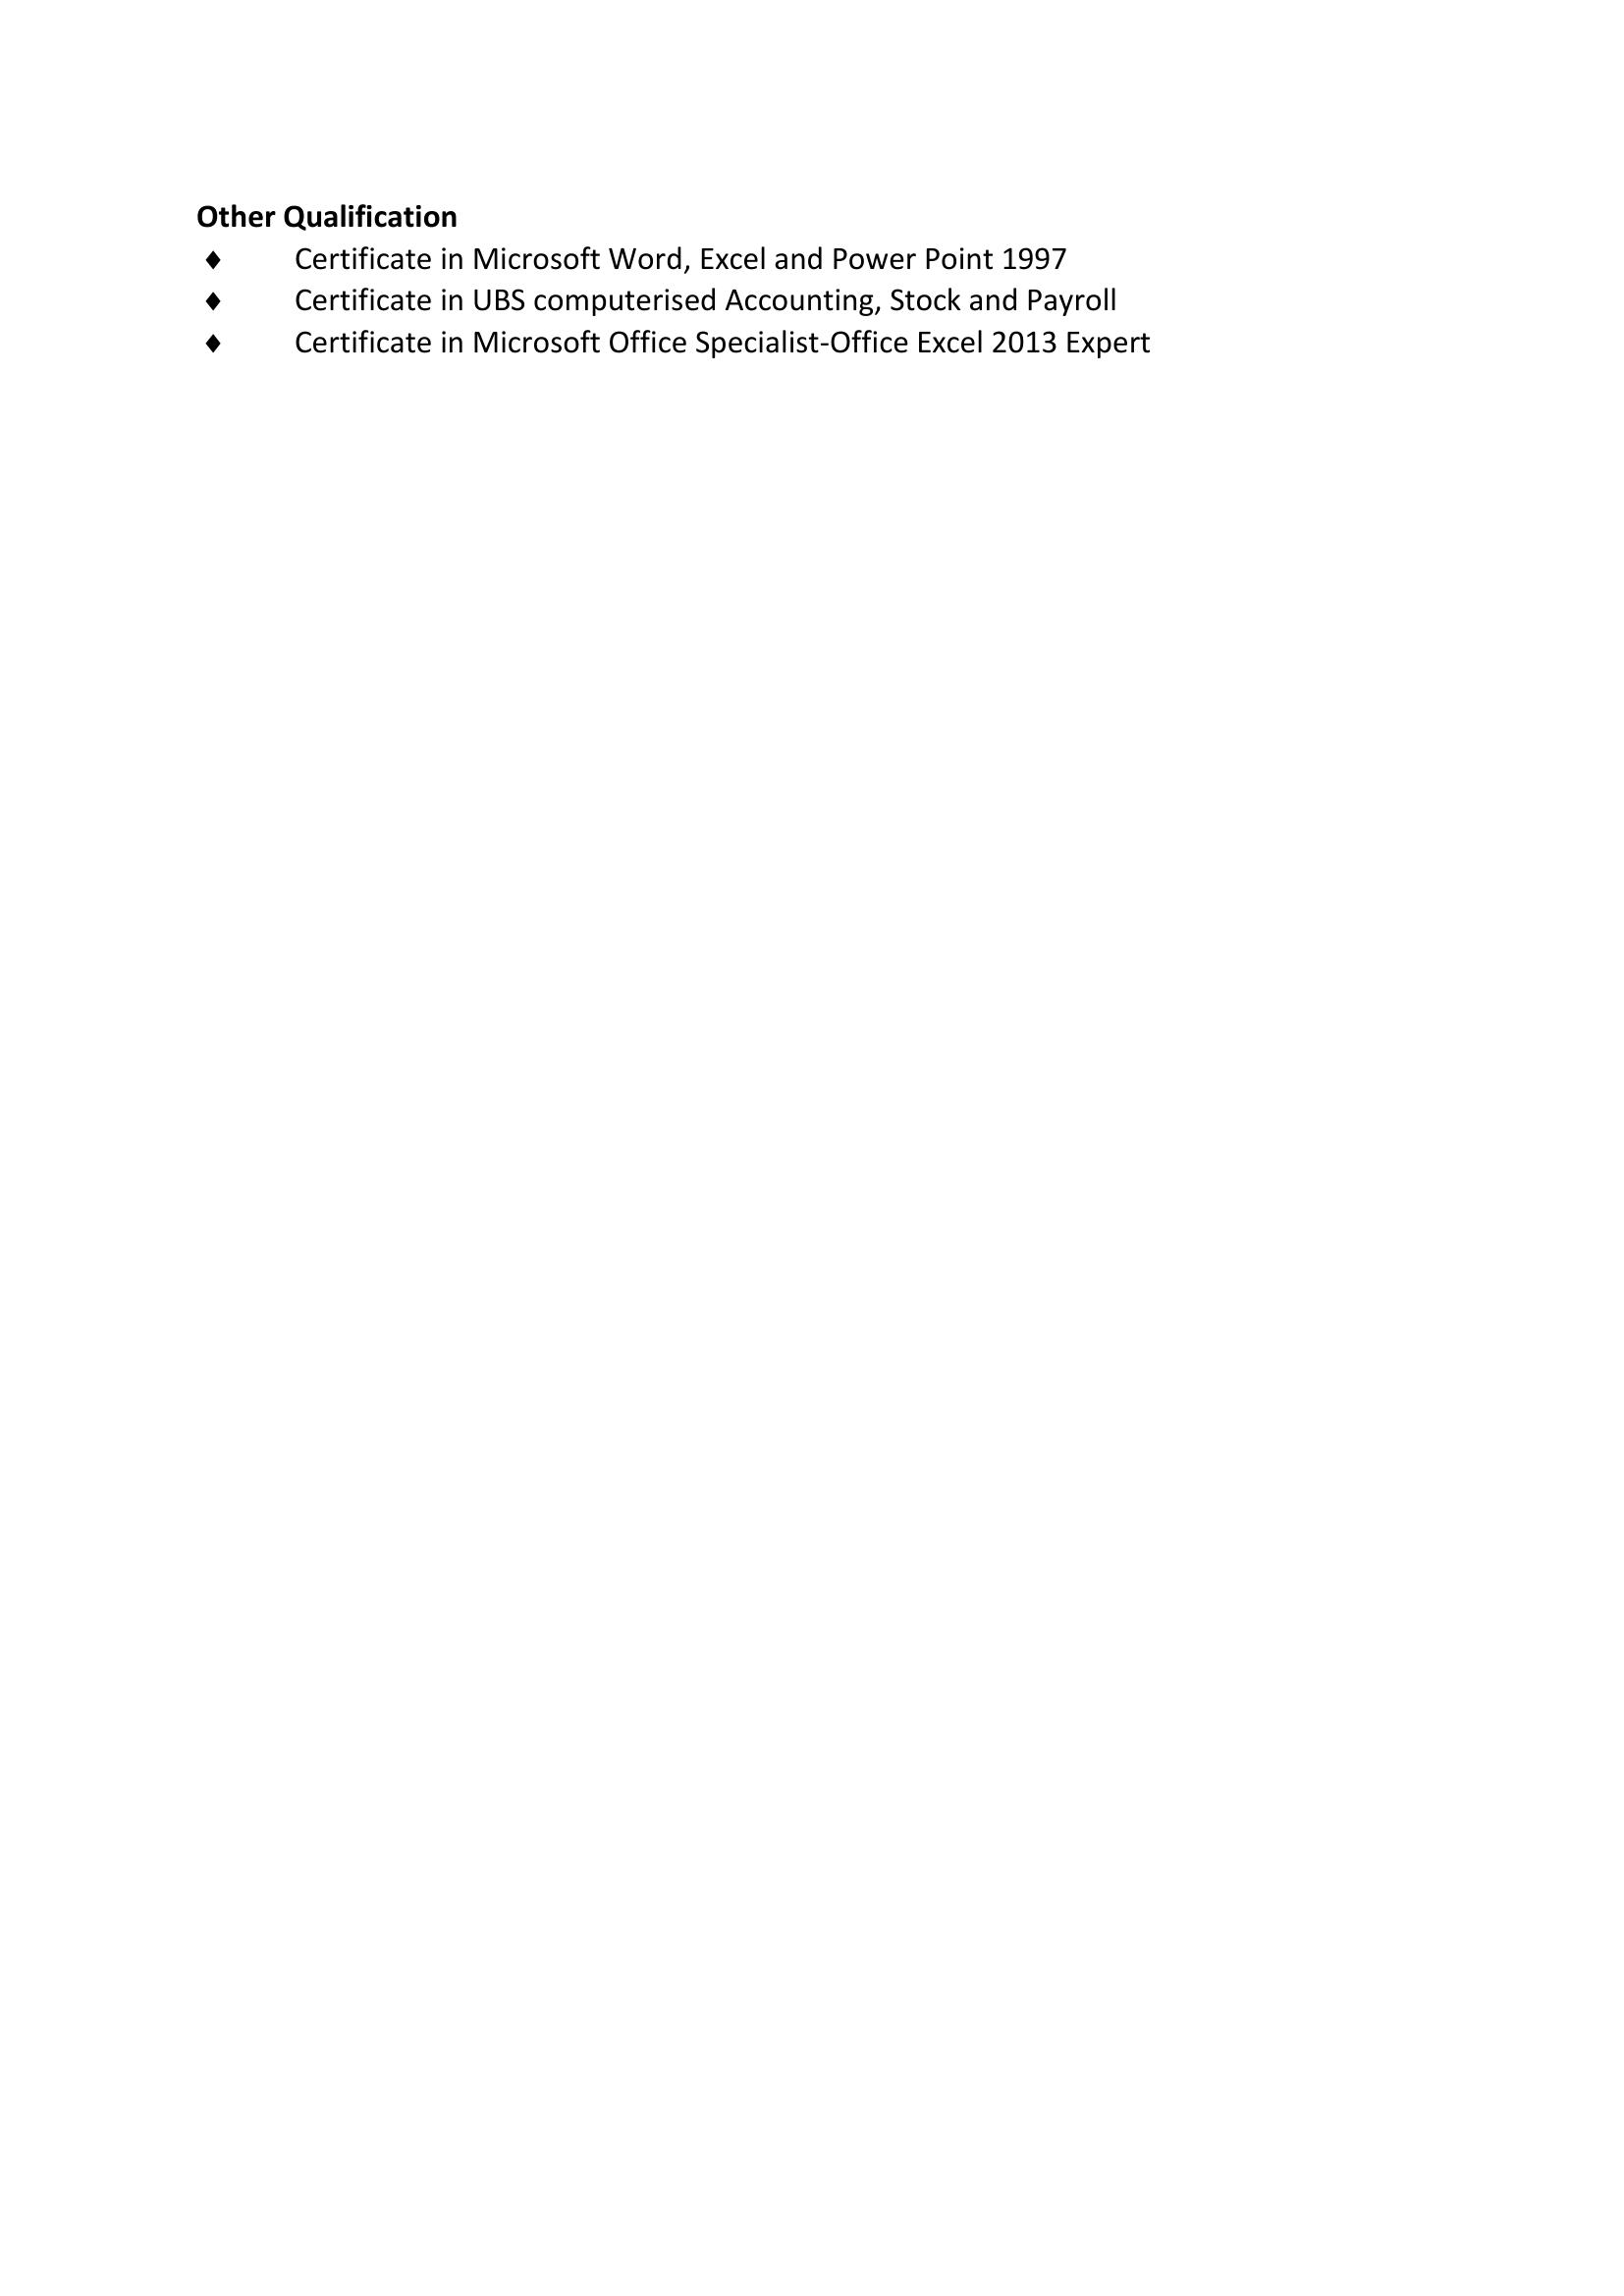 Other Qualification
♦ Certificate in Microsoft Word, Excel and Power Point 1997
♦ Certificate in UBS computerised Accounting, Stock and Payroll
♦ Certificate in Microsoft Office Specialist-Office Excel 2013 Expert